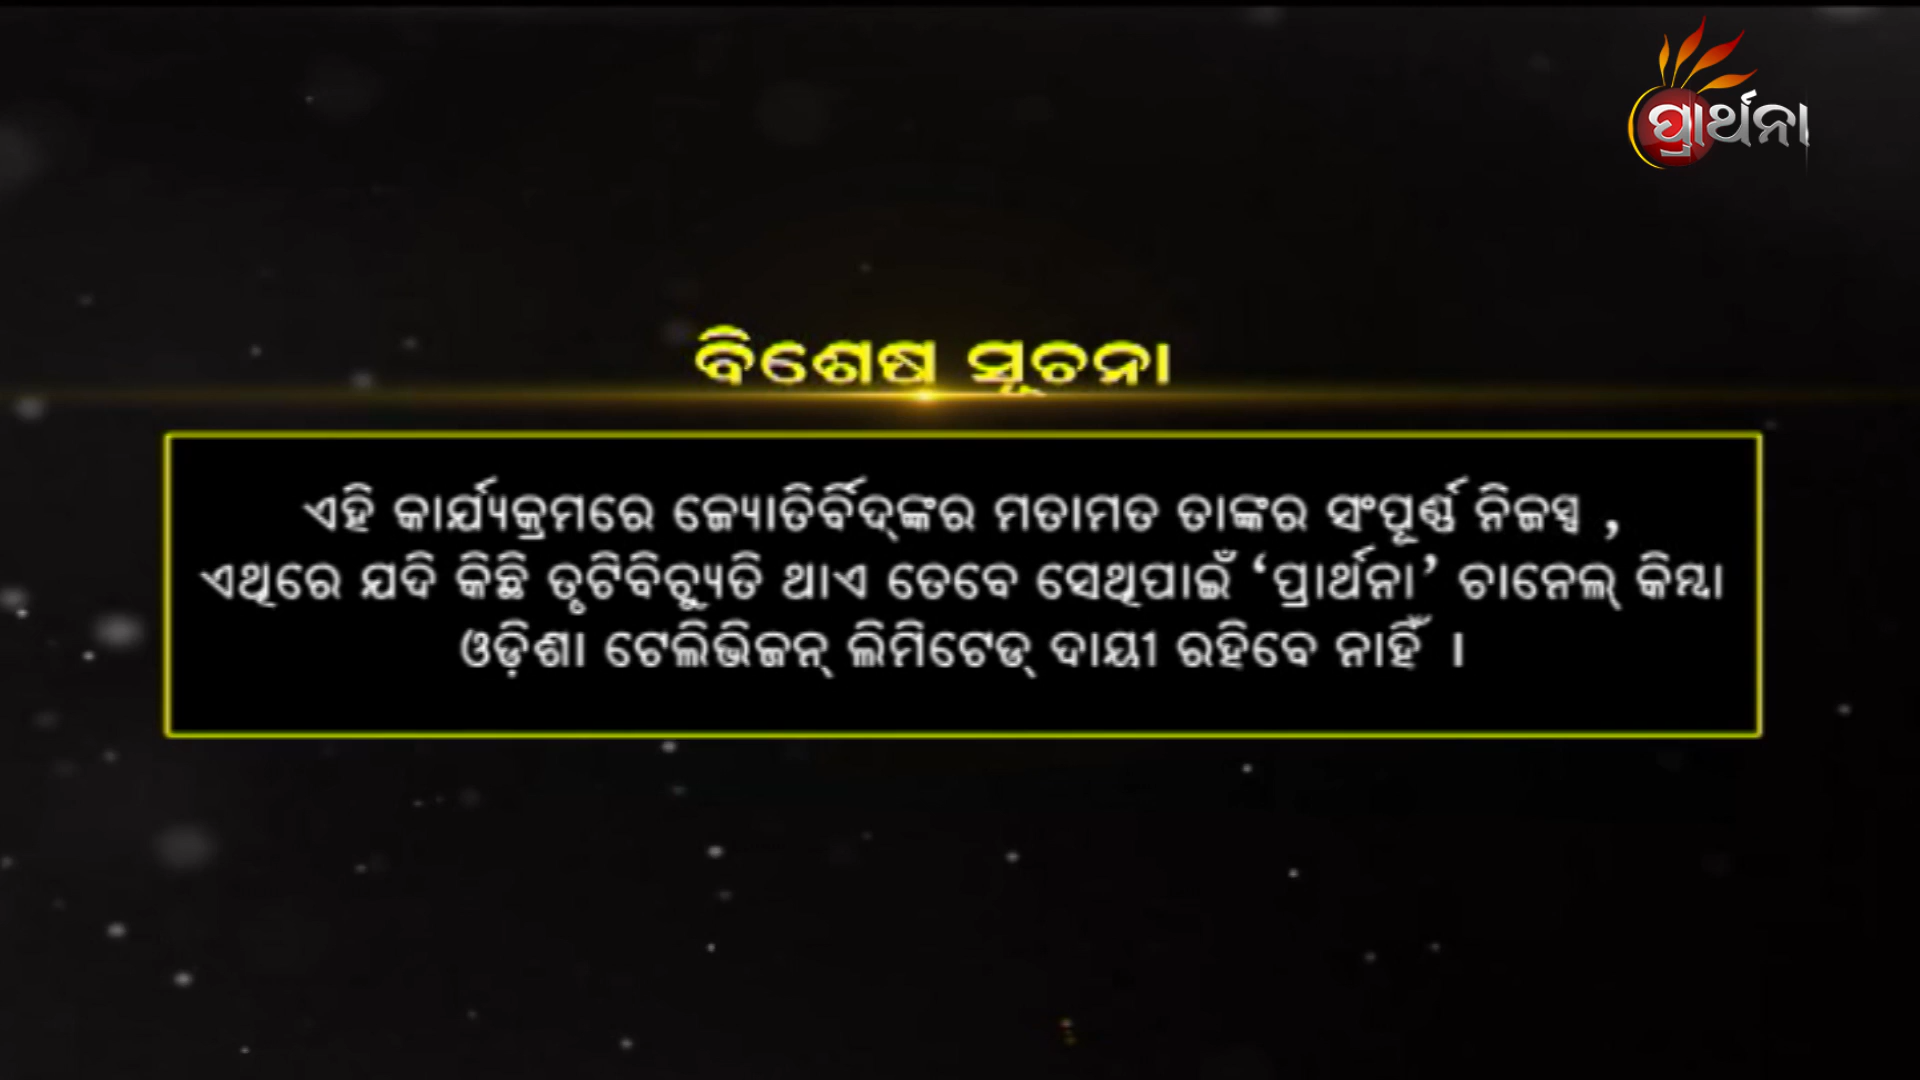 ପ୍ରାର୍ଥନା
ବିଶେଷ ସୂଚନା
ଏହି କାର୍ଯ୍ୟକ୍ରମରେ ଜ୍ୟୋତିର୍ବିଦ୍‌ଙ୍କର ମତାମତ ତାଙ୍କର ସଂପୂର୍ଣ୍ଣ ନିଜସ୍ୱ ,
ଏଥିରେ ଯଦି କିଛି ତୃଟିବିଚ୍ୟୁତି ଥାଏ ତେବେ ସେଥିପାଇଁ ‘ପ୍ରାର୍ଥନା’ ଚାନେଲ୍ କିମ୍ବା
ଓଡ଼ିଶା ଟେଲିଭିଜନ୍ ଲିମିଟେଡ୍ ଦାୟୀ ରହିବେ ନାହିଁ ।